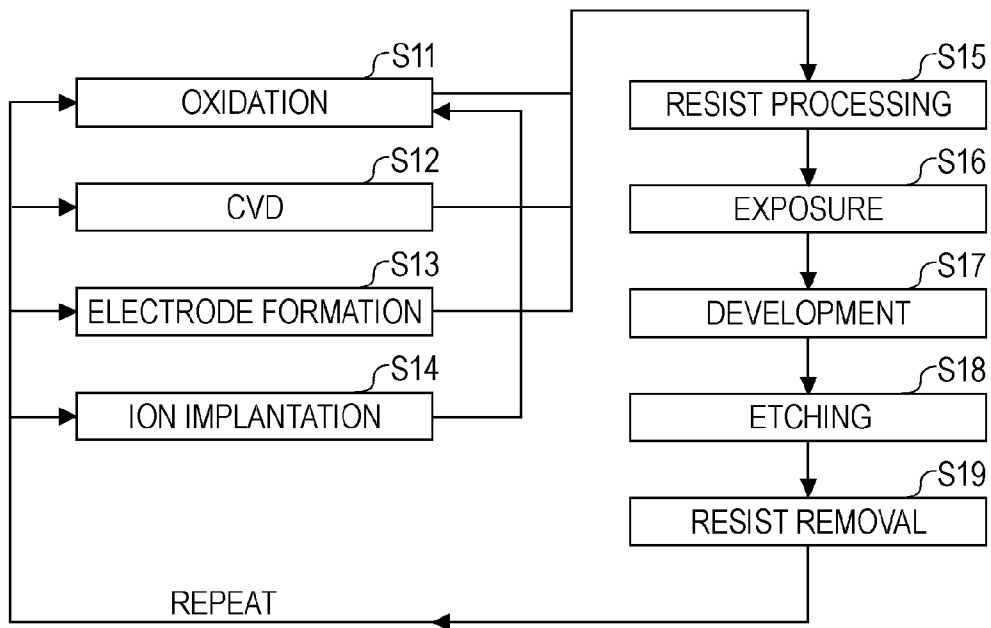 S11
OXIDATION
S12
CVD
S13
ELECTRODE FORMATION
S14
ION IMPLANTATION
S15
RESIST PROCESSING
S16
EXPOSURE
S17
DEVELOPMENT
S18
ETCHING
S19
RESIST REMOVAL
REPEAT